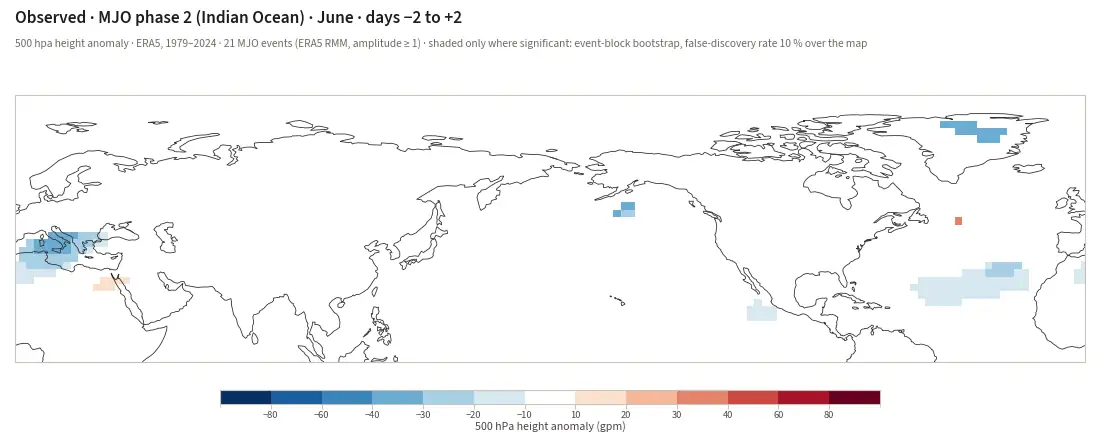 Observed · MJO phase 2 (Indian Ocean) · June · days −2 to +2
500 hpa height anomaly · ERA5, 1979–2024 · 21 MJO events (ERA5 RMM, amplitude ≥ 1) · shaded only where significant: event-block bootstrap, false-discovery rate 10 % over the map
−80 −60 −40 −30 −20 −10 10 20 30 40 60 80
500 hPa height anomaly (gpm)